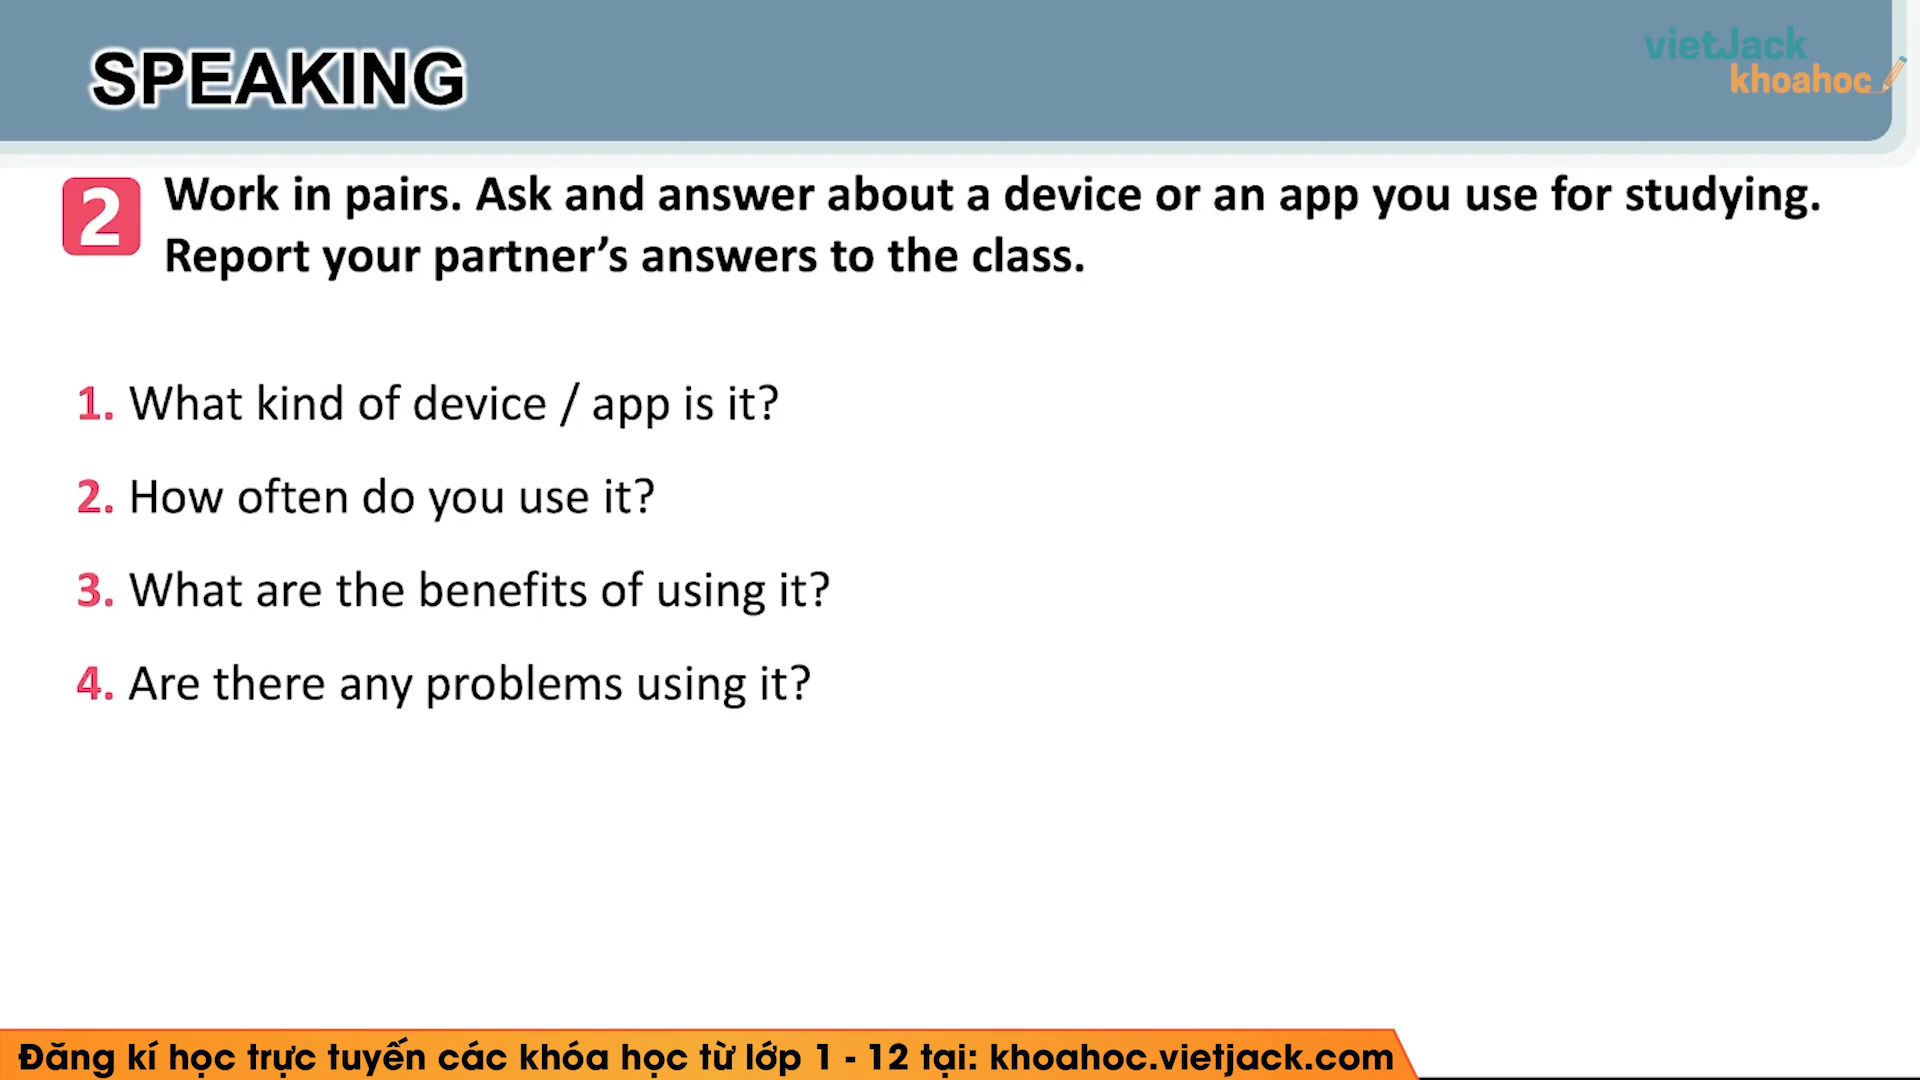 SPEAKING
vietJack
khoahoc
2
Work in pairs. Ask and answer about a device or an app you use for studying.
Report your partner’s answers to the class.
1. What kind of device / app is it?
2. How often do you use it?
3. What are the benefits of using it?
4. Are there any problems using it?
Đăng kí học trực tuyến các khóa học từ lớp 1 - 12 tại: khoahoc.vietjack.com